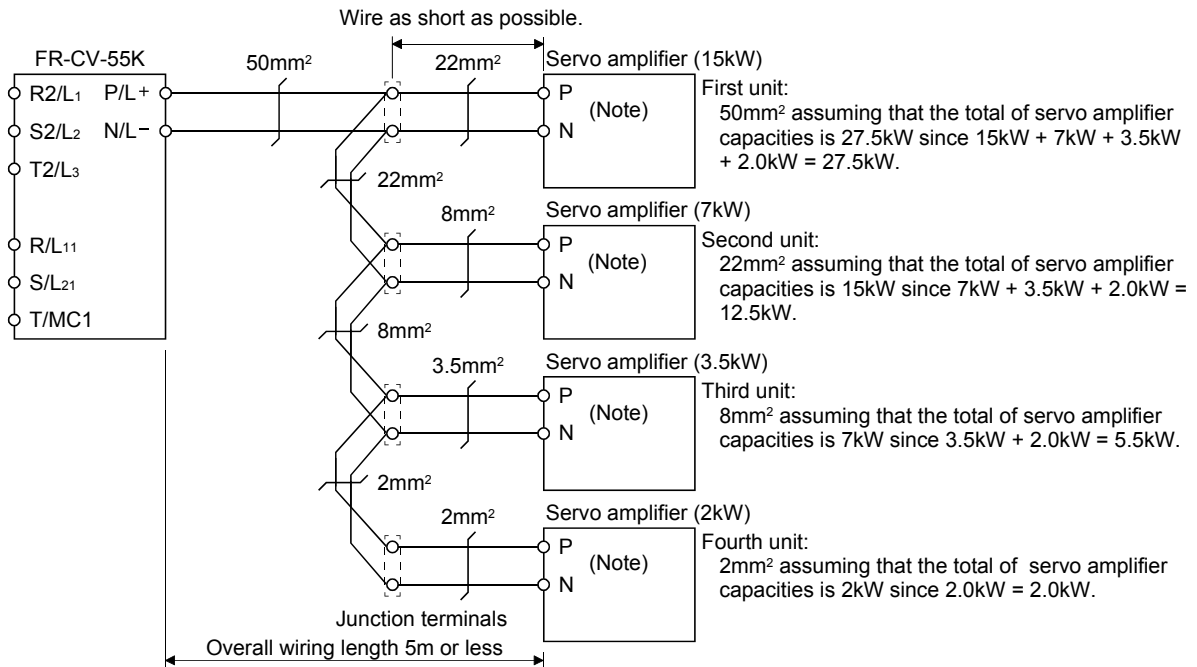 Wire as short as possible.
FR-CV-55K
50mm²
22mm²
Servo amplifier (15kW)
R2/L1 P/L+
S2/L2 N/L−
T2/L3
R/L11
S/L21
T/MC1
P
(Note)
N
First unit:
50mm² assuming that the total of servo amplifier
capacities is 27.5kW since 15kW + 7kW + 3.5kW
+ 2.0kW = 27.5kW.
22mm²
8mm²
Servo amplifier (7kW)
P
(Note)
N
Second unit:
22mm² assuming that the total of servo amplifier
capacities is 15kW since 7kW + 3.5kW + 2.0kW =
12.5kW.
8mm²
3.5mm²
Servo amplifier (3.5kW)
P
(Note)
N
Third unit:
8mm² assuming that the total of servo amplifier
capacities is 7kW since 3.5kW + 2.0kW = 5.5kW.
2mm²
2mm²
Servo amplifier (2kW)
P
(Note)
N
Fourth unit:
2mm² assuming that the total of servo amplifier
capacities is 2kW since 2.0kW = 2.0kW.
Junction terminals
Overall wiring length 5m or less